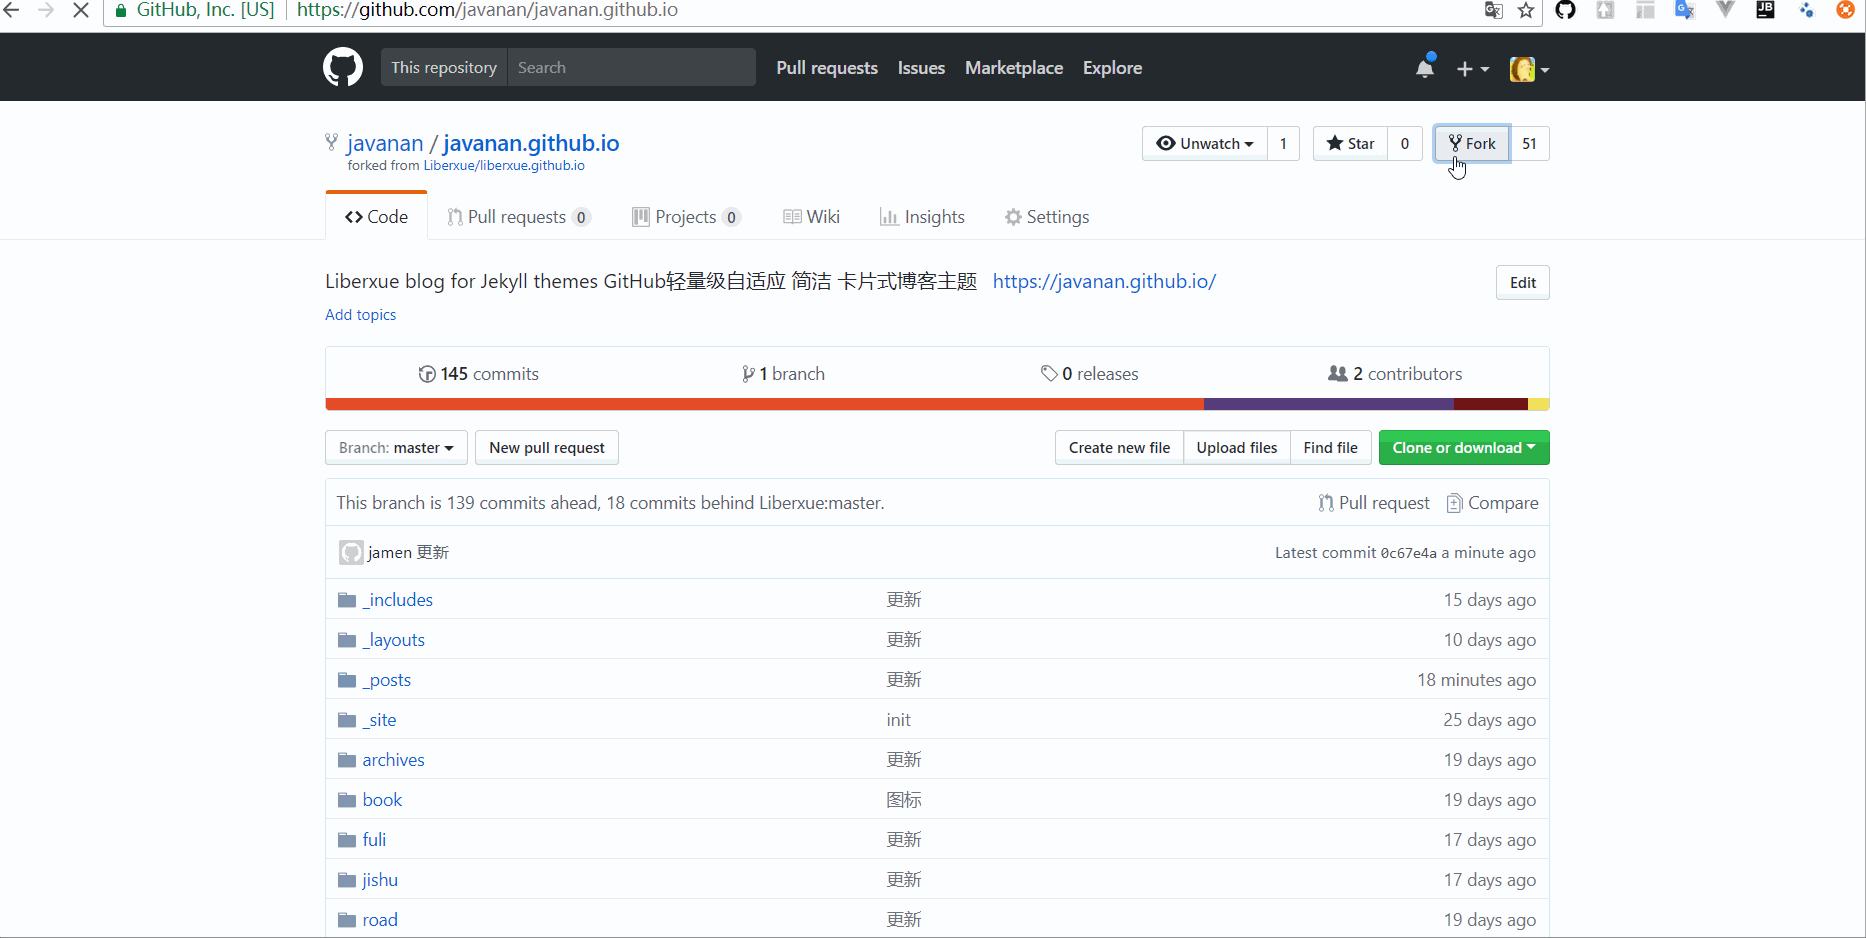 GitHub, Inc. [US] https://github.com/javanan/javanan.github.io
JB
This repository Search Pull requests Issues Marketplace Explore
javanan / javanan.github.io Unwatch 1 Star 0 Fork 51
forked from Liberxue/liberxue.github.io
Code Pull requests 0 Projects 0 Wiki Insights Settings
Liberxue blog for Jekyll themes GitHub轻量级自适应 简洁 卡片式博客主题 https://javanan.github.io/ Edit
Add topics
145 commits 1 branch 0 releases 2 contributors
Branch: master New pull request Create new file Upload files Find file Clone or download
This branch is 139 commits ahead, 18 commits behind Liberxue:master. Pull request Compare
jamen 更新 Latest commit 0c67e4a a minute ago
_includes 更新 15 days ago
_layouts 更新 10 days ago
_posts 更新 18 minutes ago
_site init 25 days ago
archives 更新 19 days ago
book 图标 19 days ago
fuli 更新 17 days ago
jishu 更新 17 days ago
road 更新 19 days ago